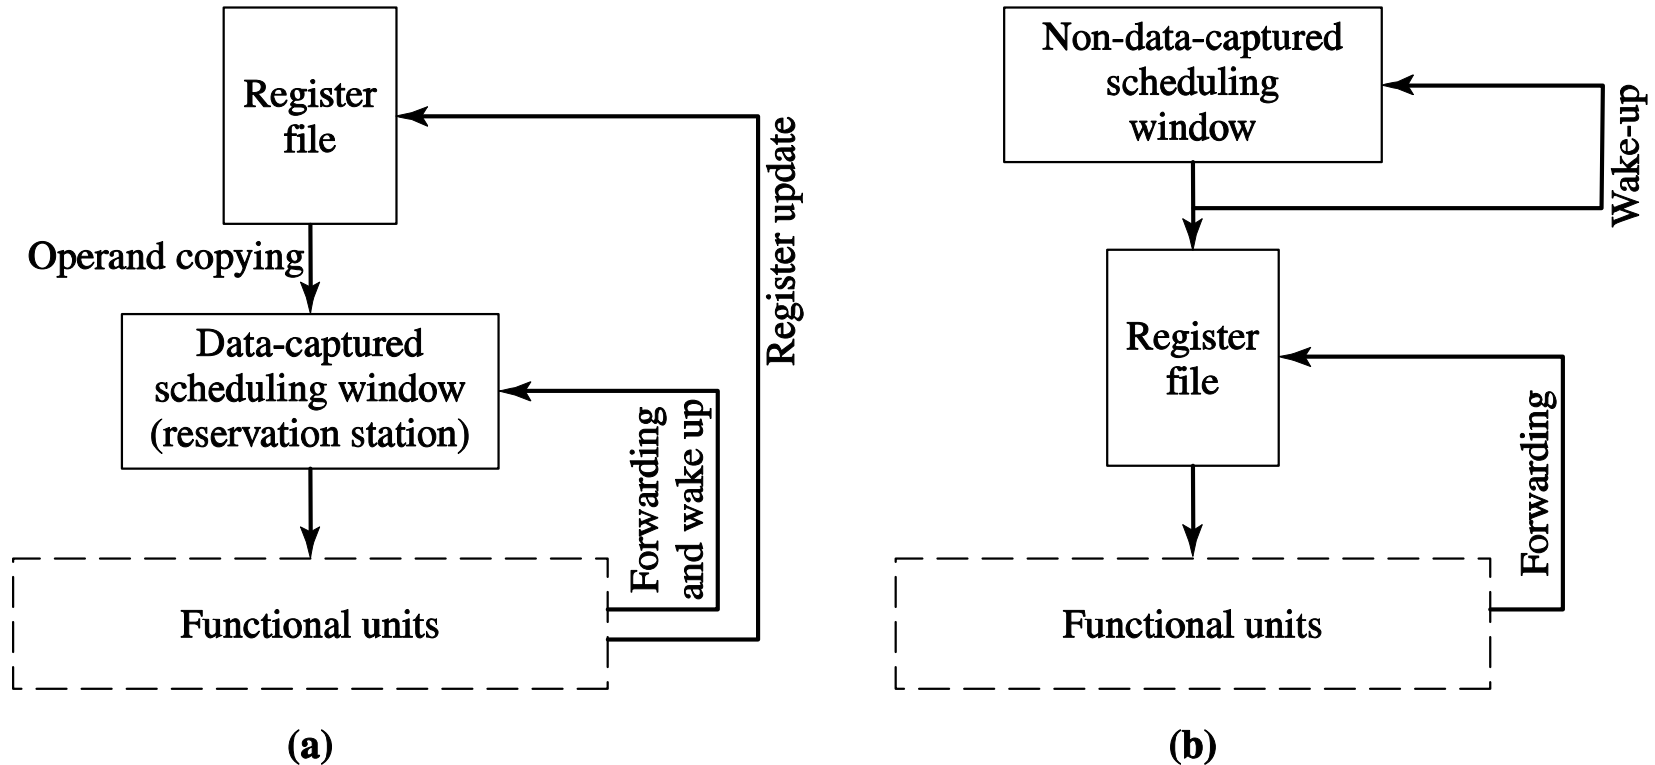 Register
file
Operand copying
Data-captured
scheduling window
(reservation station)
Forwarding
and wake up
Register update
Functional units
(a)
Non-data-captured
scheduling
window
Wake-up
Register
file
Forwarding
Functional units
(b)